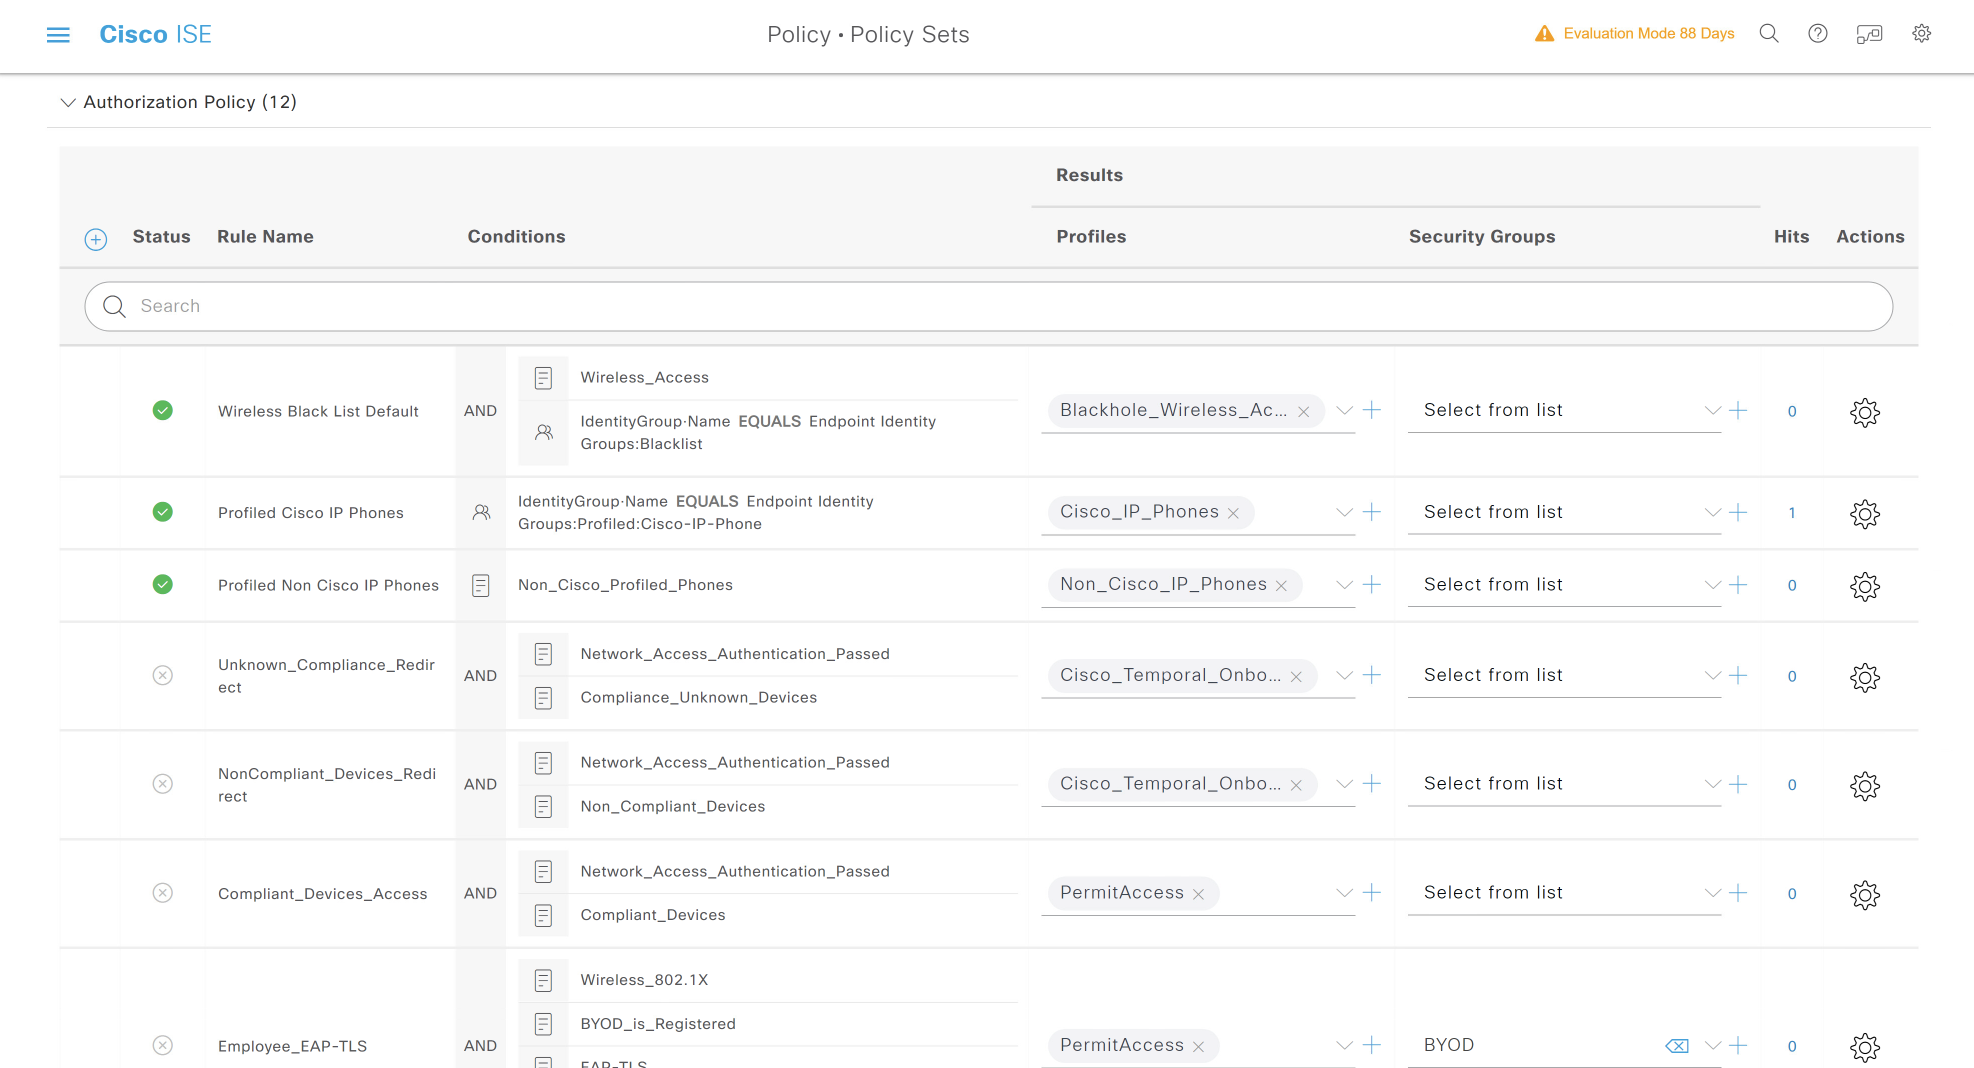 Cisco ISE
Policy • Policy Sets
Evaluation Mode 88 Days
Authorization Policy (12)
Results
Status Rule Name Conditions Profiles Security Groups Hits Actions
Search
Wireless Black List Default
AND
Wireless_Access
IdentityGroup·Name EQUALS Endpoint Identity
Groups:Blacklist
Blackhole_Wireless_Ac...
Select from list
0
Profiled Cisco IP Phones
IdentityGroup·Name EQUALS Endpoint Identity
Groups:Profiled:Cisco-IP-Phone
Cisco_IP_Phones
Select from list
1
Profiled Non Cisco IP Phones
Non_Cisco_Profiled_Phones
Non_Cisco_IP_Phones
Select from list
0
Unknown_Compliance_Redir
ect
AND
Network_Access_Authentication_Passed
Compliance_Unknown_Devices
Cisco_Temporal_Onbo...
Select from list
0
NonCompliant_Devices_Redi
rect
AND
Network_Access_Authentication_Passed
Non_Compliant_Devices
Cisco_Temporal_Onbo...
Select from list
0
Compliant_Devices_Access
AND
Network_Access_Authentication_Passed
Compliant_Devices
PermitAccess
Select from list
0
Employee_EAP-TLS
AND
Wireless_802.1X
BYOD_is_Registered
EAP-TLS
PermitAccess
BYOD
0